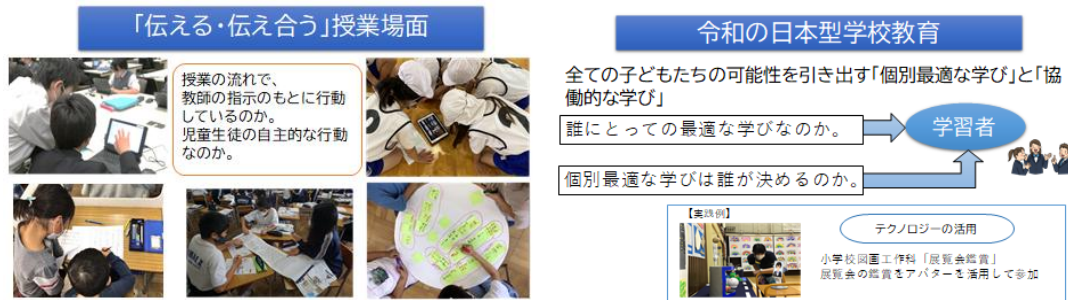 「伝える・伝え合う」授業場面
授業の流れで、
教師の指示のもとに行動
しているのか。
児童生徒の自主的な行動
なのか。
令和の日本型学校教育
全ての子どもたちの可能性を引き出す「個別最適な学び」と「協
働的な学び」
誰にとっての最適な学びなのか。
学習者
個別最適な学びは誰が決めるのか。
【実践例】
テクノロジーの活用
小学校図画工作科「展覧会鑑賞」
展覧会の鑑賞をアバターを活用して参加